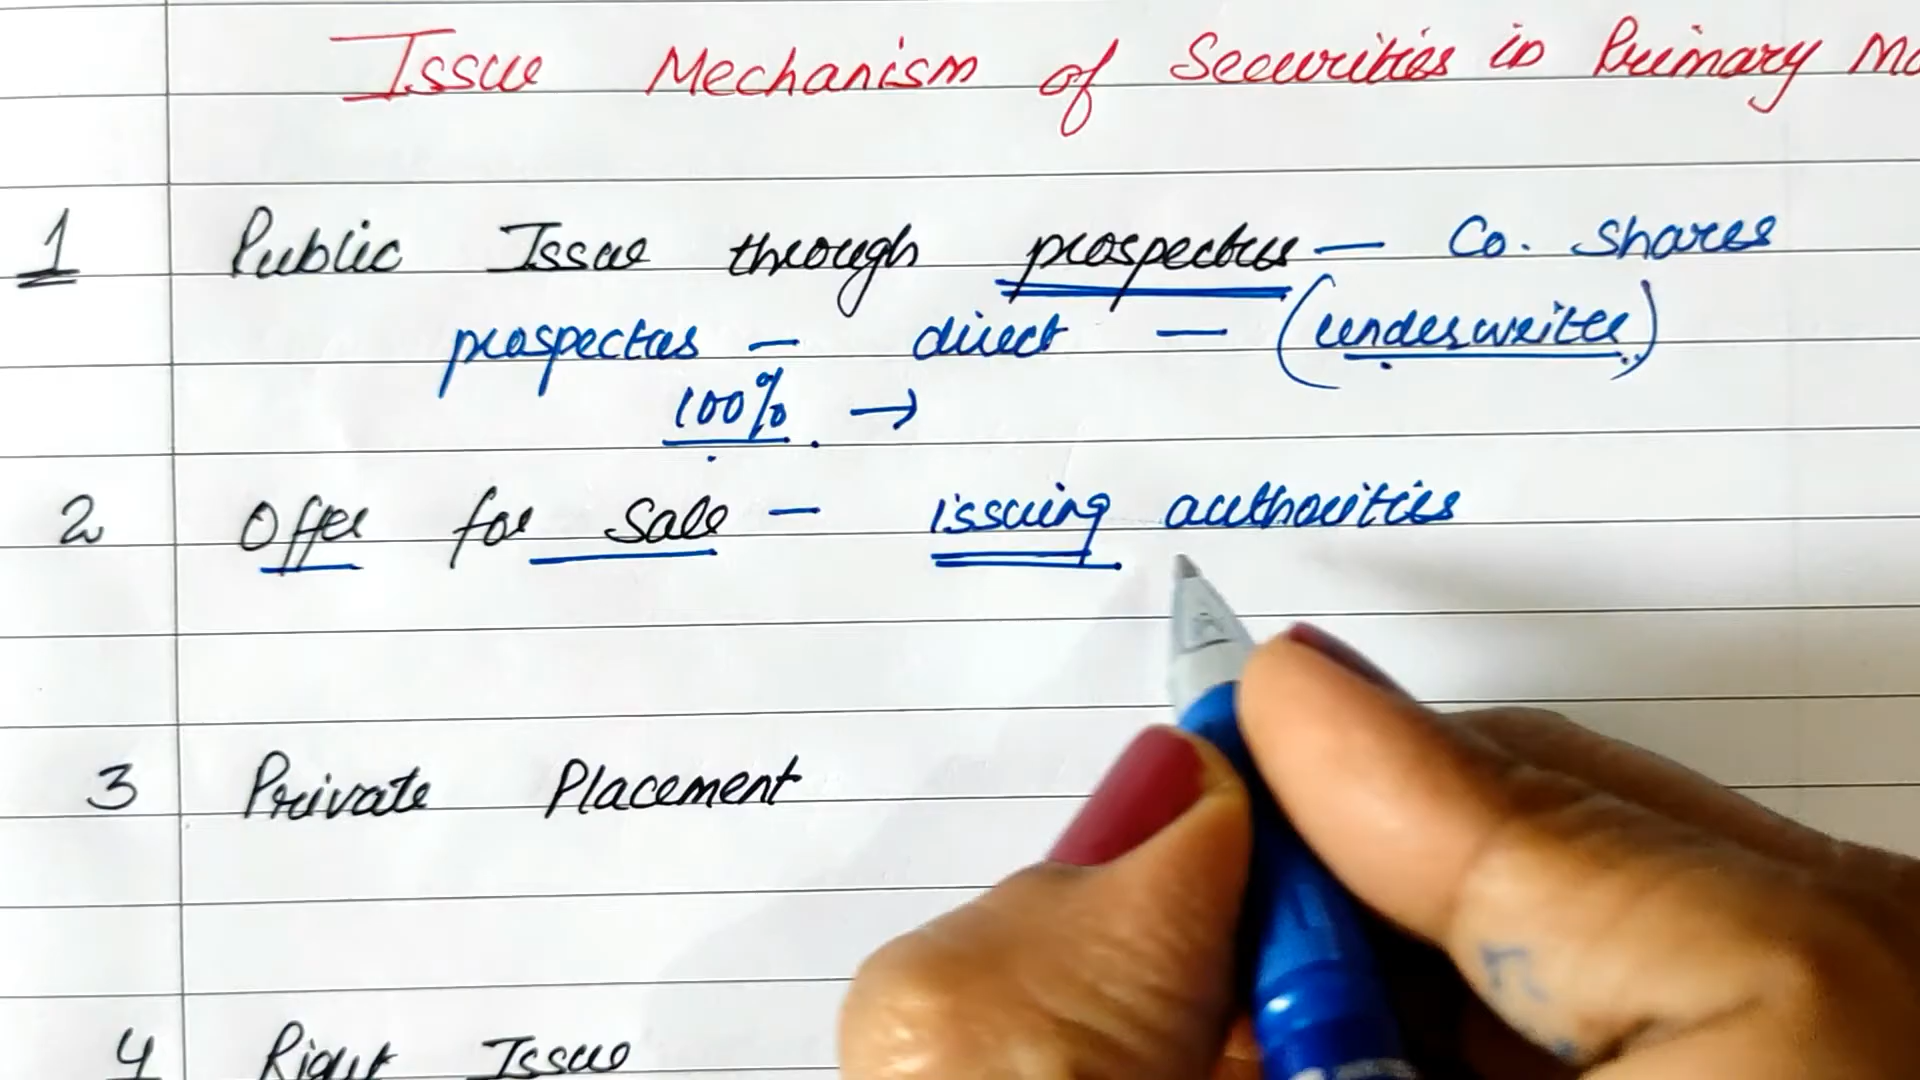 Issue Mechanism of Securities in Primary
1 Public Issue through prospectus — Co. Shares
prospectus — direct — (underwriter)
100% →
2 Offer for Sale — issuing authorities
3 Private Placement
4 Right Issue